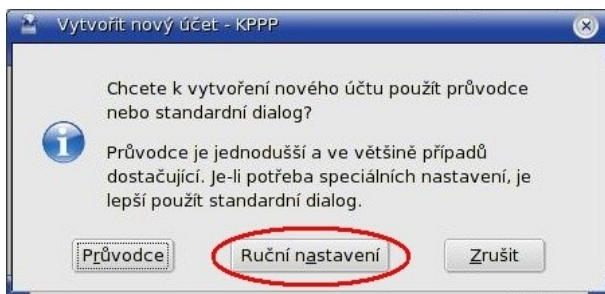 Vytvořit nový účet - KPPP
Chcete k vytvoření nového účtu použít průvodce
nebo standardní dialog?
Průvodce je jednodušší a ve většině případů
dostačující. Je-li potřeba speciálních nastavení, je
lepší použít standardní dialog.
Průvodce Ruční nastavení Zrušit